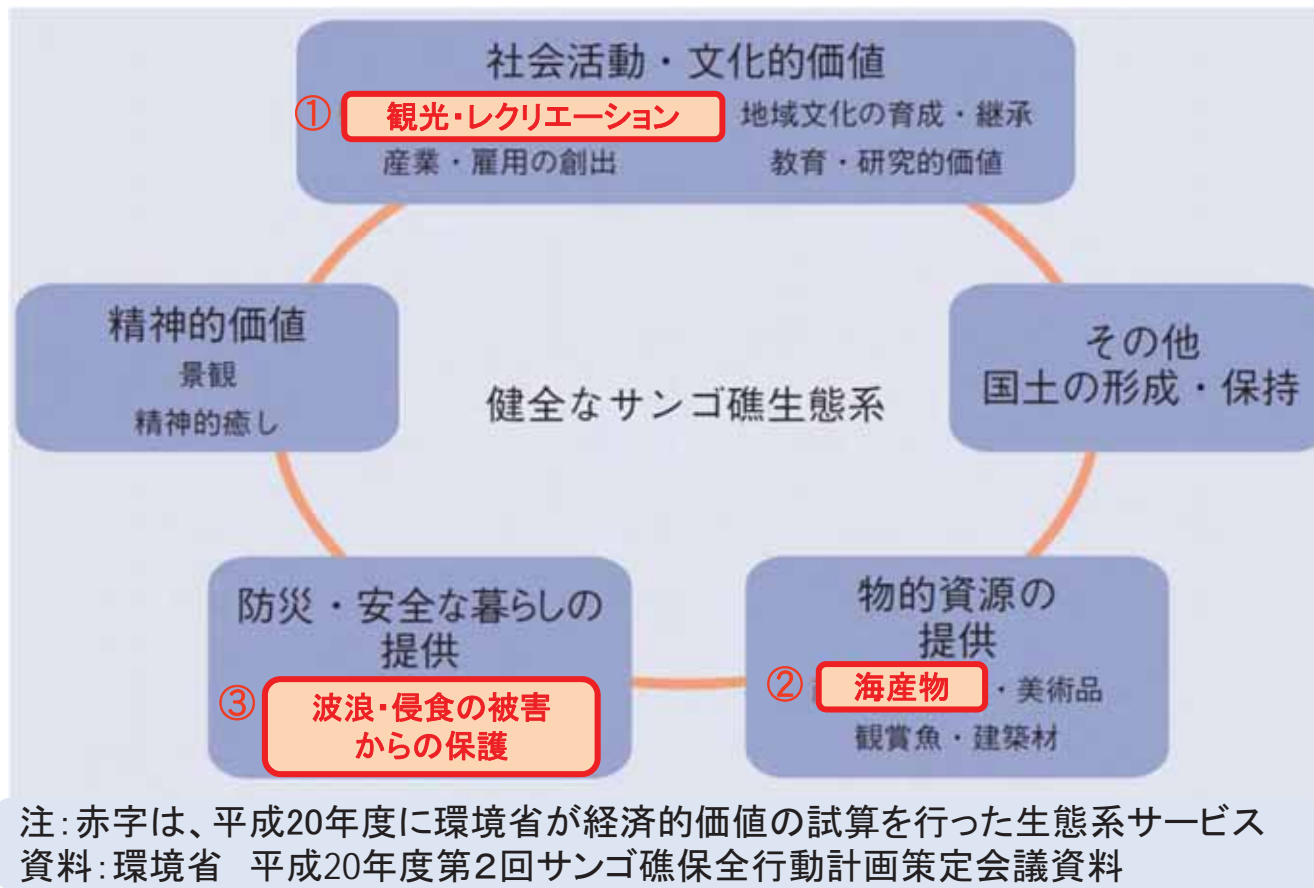 社会活動・文化的価値
① 観光・レクリエーション 地域文化の育成・継承
産業・雇用の創出 教育・研究的価値
精神的価値
景観
精神的癒し
その他
国土の形成・保持
健全なサンゴ礁生態系
防災・安全な暮らしの
提供
③ 波浪・侵食の被害
からの保護
物的資源の
提供
② 海産物 ・美術品
観賞魚・建築材
注：赤字は、平成20年度に環境省が経済的価値の試算を行った生態系サービス
資料：環境省　平成20年度第２回サンゴ礁保全行動計画策定会議資料